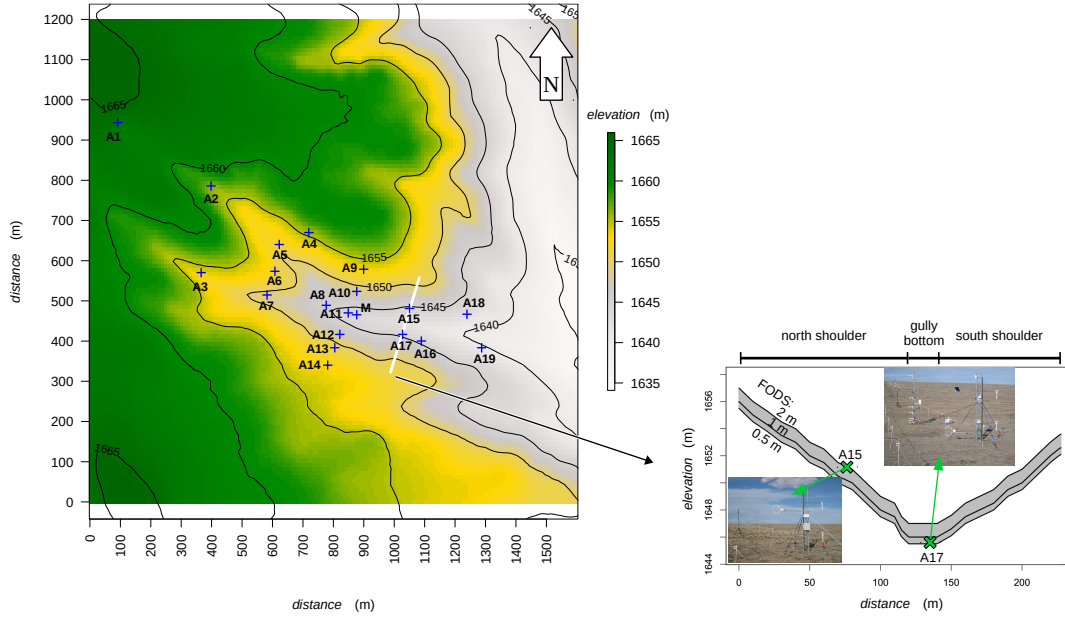 1645
1200
1100
1000
900
800
700
600
500
400
300
200
100
0
distance (m)
0
100
200
300
400
500
600
700
800
900
1000
1100
1200
1300
1400
1500
distance (m)
N
1665
1660
1655
1650
1645
1640
1665
A1
A2
A3
A4
A5
A6
A7
A8
A9
A10
A11
M
A12
A13
A14
A15
A16
A17
A18
A19
elevation (m)
1665
1660
1655
1650
1645
1640
1635
north shoulder
gully
bottom
south shoulder
FODS:
2 m
1 m
0.5 m
A15
A17
elevation (m)
1656
1652
1648
1644
0
50
100
150
200
distance (m)